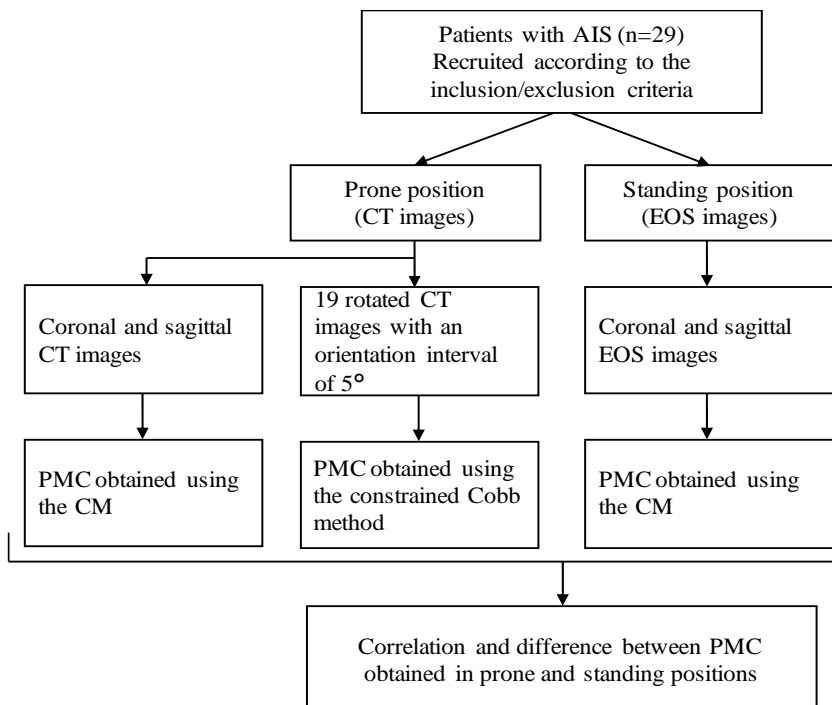 Patients with AIS (n=29)
Recruited according to the
inclusion/exclusion criteria
Prone position
(CT images)
Standing position
(EOS images)
Coronal and sagittal
CT images
19 rotated CT
images with an
orientation interval
of 5°
Coronal and sagittal
EOS images
PMC obtained using
the CM
PMC obtained using
the constrained Cobb
method
PMC obtained using
the CM
Correlation and difference between PMC
obtained in prone and standing positions